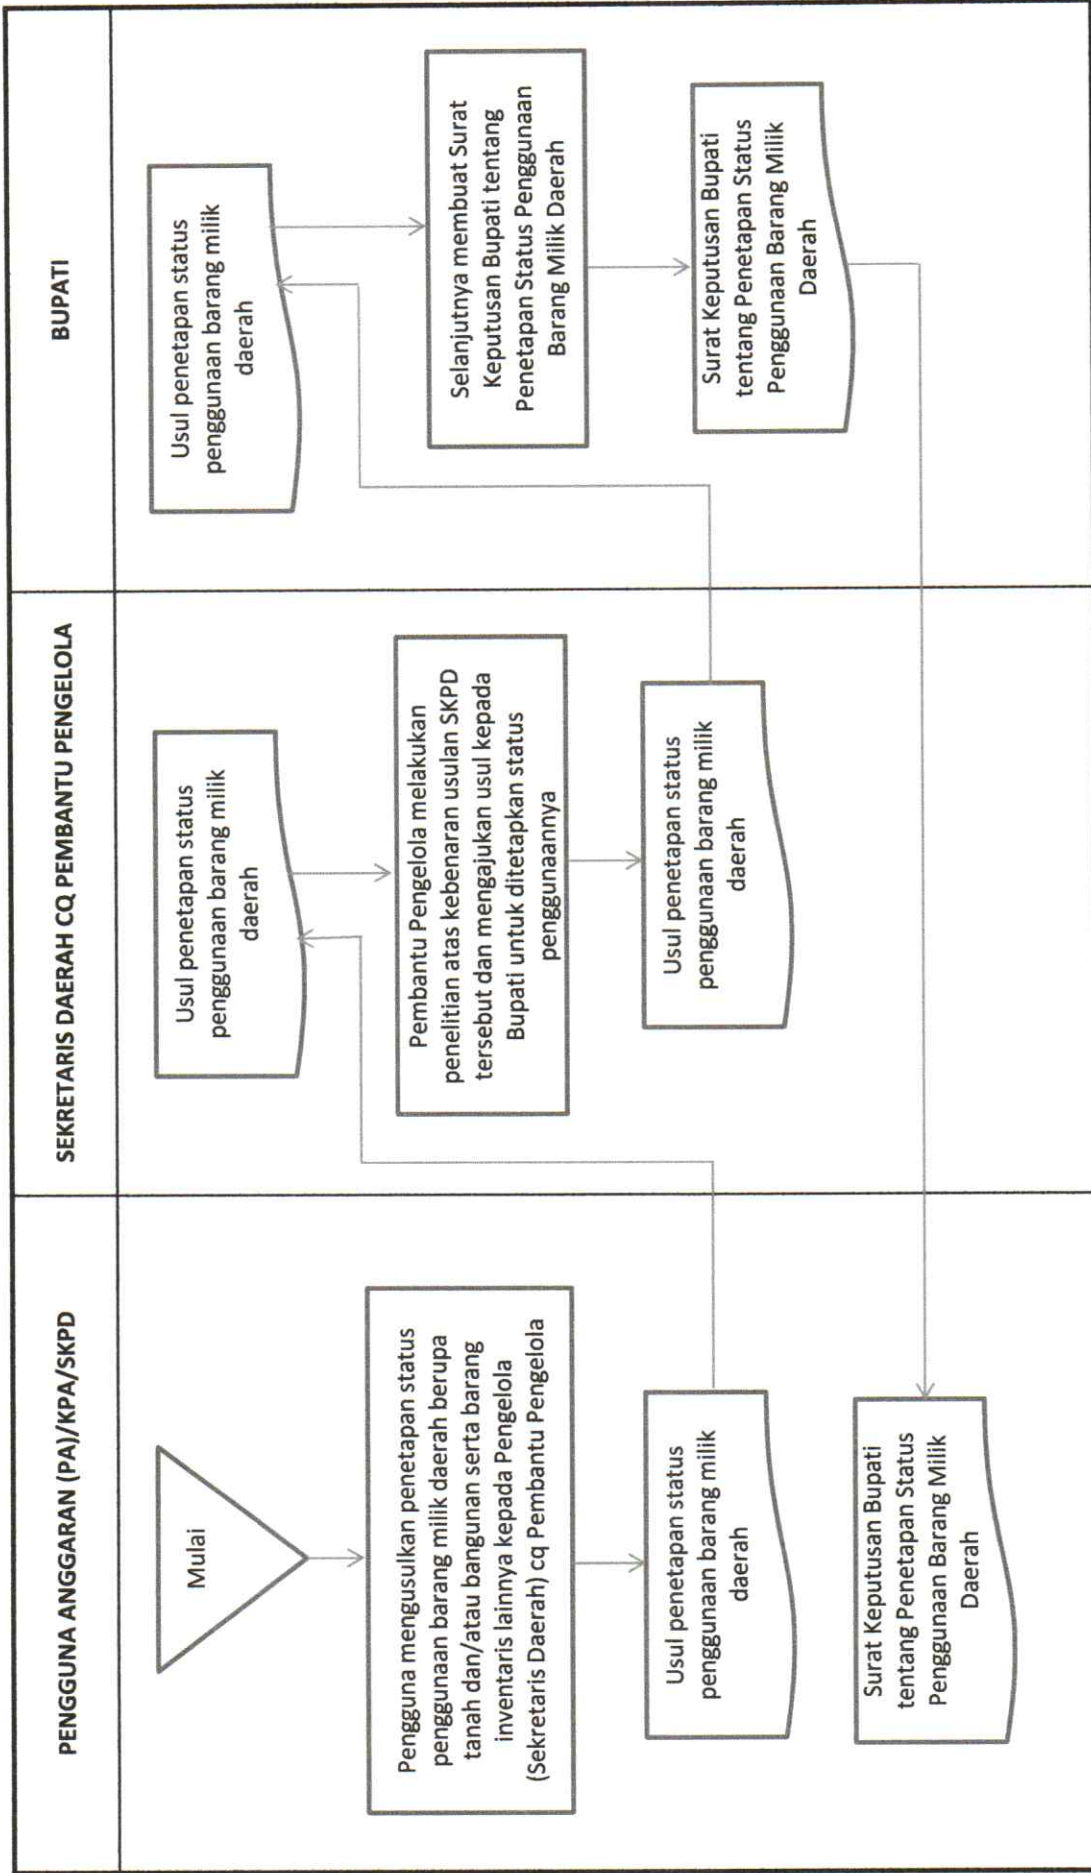 PENGGUNA ANGGARAN (PA)/KPA/SKPD
SEKRETARIS DAERAH CQ PEMBANTU PENGELOLA
BUPATI
Mulai
Pengguna mengusulkan penetapan status
penggunaan barang milik daerah berupa
tanah dan/atau bangunan serta barang
inventaris lainnya kepada Pengelola
(Sekretaris Daerah) cq Pembantu Pengelola
Usul penetapan status
penggunaan barang milik
daerah
Surat Keputusan Bupati
tentang Penetapan Status
Penggunaan Barang Milik
Daerah
Usul penetapan status
penggunaan barang milik
daerah
Pembantu Pengelola melakukan
penelitian atas kebenaran usulan SKPD
tersebut dan mengajukan usul kepada
Bupati untuk ditetapkan status
penggunaannya
Usul penetapan status
penggunaan barang milik
daerah
Usul penetapan status
penggunaan barang milik
daerah
Selanjutnya membuat Surat
Keputusan Bupati tentang
Penetapan Status Penggunaan
Barang Milik Daerah
Surat Keputusan Bupati
tentang Penetapan Status
Penggunaan Barang Milik
Daerah